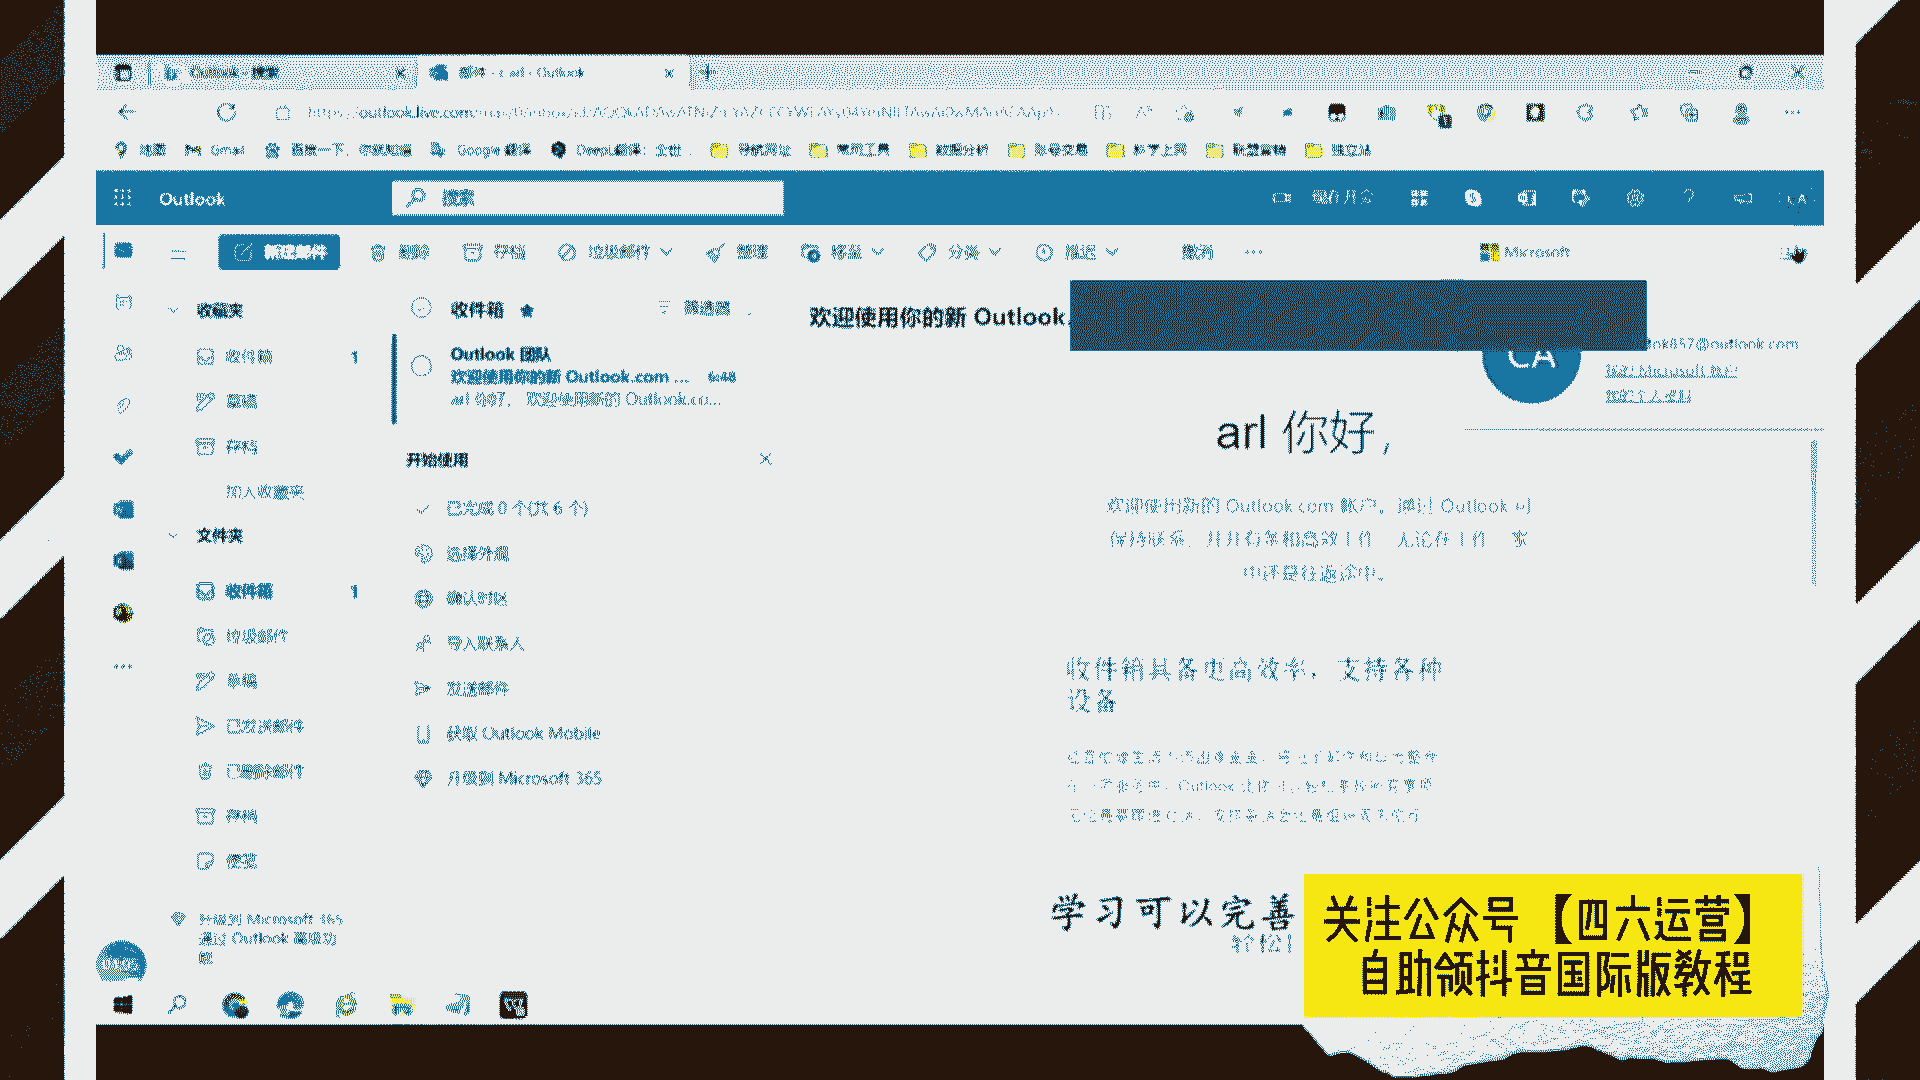 Outlook - 搜索
邮件 - c arl - Outlook
https://outlook.live.com
地图
Gmail
百度一下，你就知道
Google 翻译
DeepL翻译：全世...
导航网址
常用工具
数据分析
账号交易
科学上网
联盟营销
独立站
Outlook
搜索
现在开会
CA
新建邮件
删除
存档
垃圾邮件
整理
移至
分类
推迟
撤消
Microsoft
收藏夹
收件箱 1
草稿
存档
加入收藏夹
文件夹
收件箱 1
垃圾邮件
草稿
已发送邮件
已删除邮件
存档
便笺
升级到 Microsoft 365
通过 Outlook 高级功
能
收件箱
筛选器
Outlook 团队
欢迎使用你的新 Outlook.com ... 6:48
arl 你好, 欢迎使用新的 Outlook.co...
开始使用
已完成 0 个(共 6 个)
选择外观
确认时区
导入联系人
发送邮件
获取 Outlook Mobile
升级到 Microsoft 365
欢迎使用你的新 Outlook.
tok857@outlook.com
我的 Microsoft 帐户
我的个人资料
CA
arl 你好,
欢迎使用新的 Outlook.com 帐户。通过 Outlook 可
保持联系、井井有条和高效工作 - 无论在工作、家
中还是往返途中。
收件箱具备更高效率，支持各种
设备
学习可以完善
轻松!
关注公众号【四六运营】
自助领抖音国际版教程